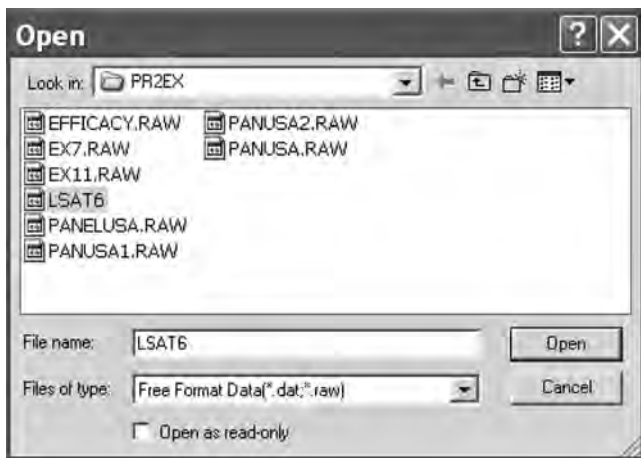 Open
Look in: PR2EX
EFFICACY.RAW
EX7.RAW
EX11.RAW
LSAT6
PANELUSA.RAW
PANUSA1.RAW
PANUSA2.RAW
PANUSA.RAW
File name: LSAT6
Open
Files of type: Free Format Data(*.dat;*.raw)
Cancel
Open as read-only